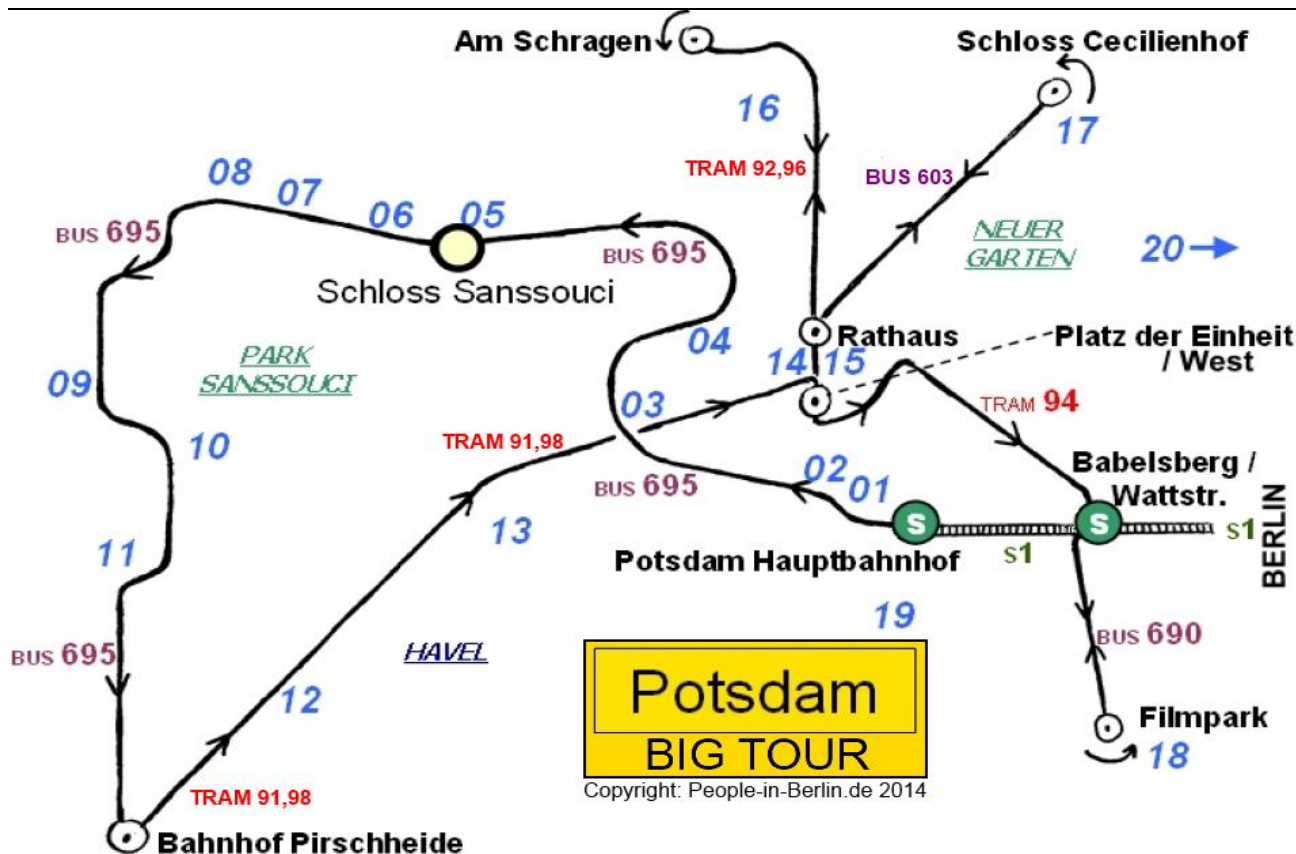 Am Schragen
Schloss Cecilienhof
16
17
TRAM 92,96
BUS 603
08
07
06
05
BUS 695
BUS 695
NEUER
GARTEN
20
Schloss Sanssouci
04
Rathaus
Platz der Einheit
/ West
14
15
PARK
SANSSOUCI
09
03
TRAM 94
10
TRAM 91,98
BUS 695
02
01
Babelsberg /
Wattstr.
BERLIN
13
S
S
S1
S1
11
Potsdam Hauptbahnhof
19
BUS 695
HAVEL
BUS 690
12
Potsdam
BIG TOUR
Copyright: People-in-Berlin.de 2014
Filmpark
18
TRAM 91,98
Bahnhof Pirschheide